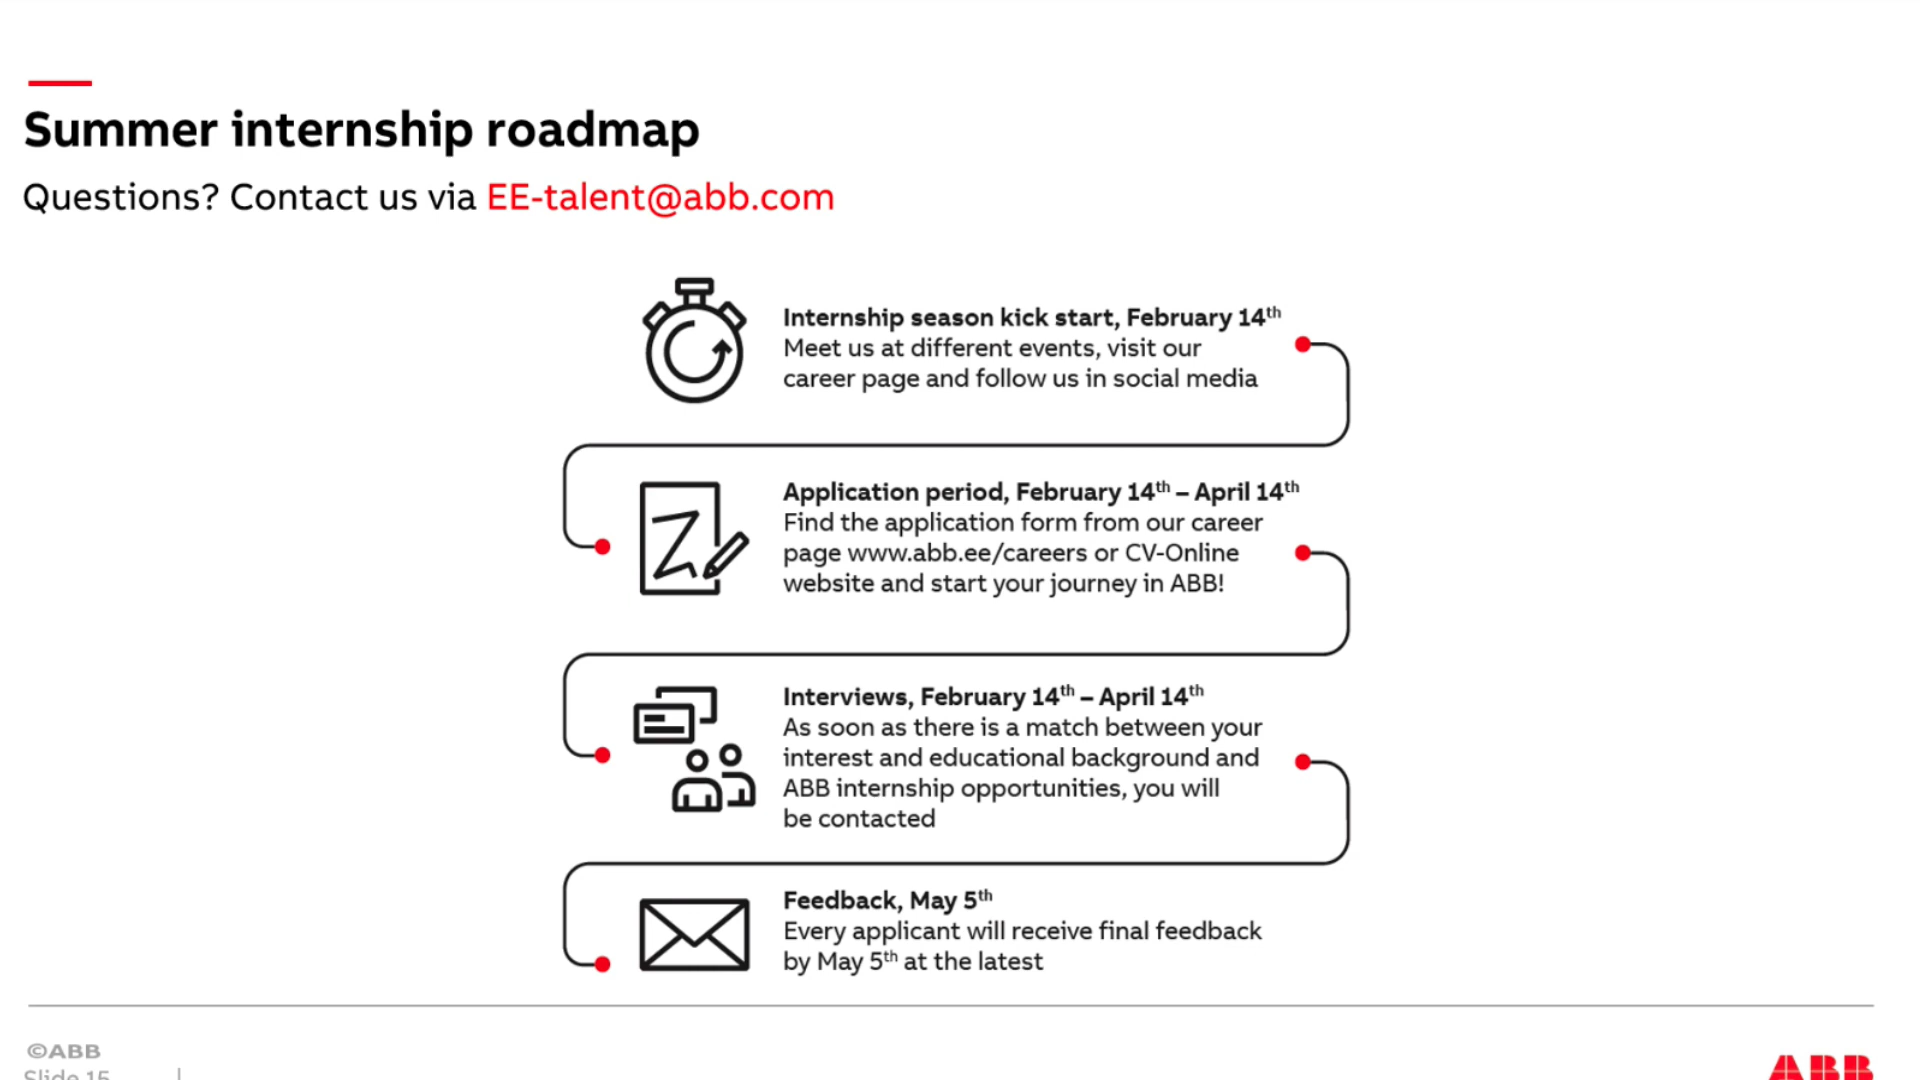 Summer internship roadmap
Questions? Contact us via EE-talent@abb.com
Internship season kick start, February 14th
Meet us at different events, visit our
career page and follow us in social media
Application period, February 14th – April 14th
Find the application form from our career
page www.abb.ee/careers or CV-Online
website and start your journey in ABB!
Interviews, February 14th – April 14th
As soon as there is a match between your
interest and educational background and
ABB internship opportunities, you will
be contacted
Feedback, May 5th
Every applicant will receive final feedback
by May 5th at the latest
©ABB
Slide 15
ABB